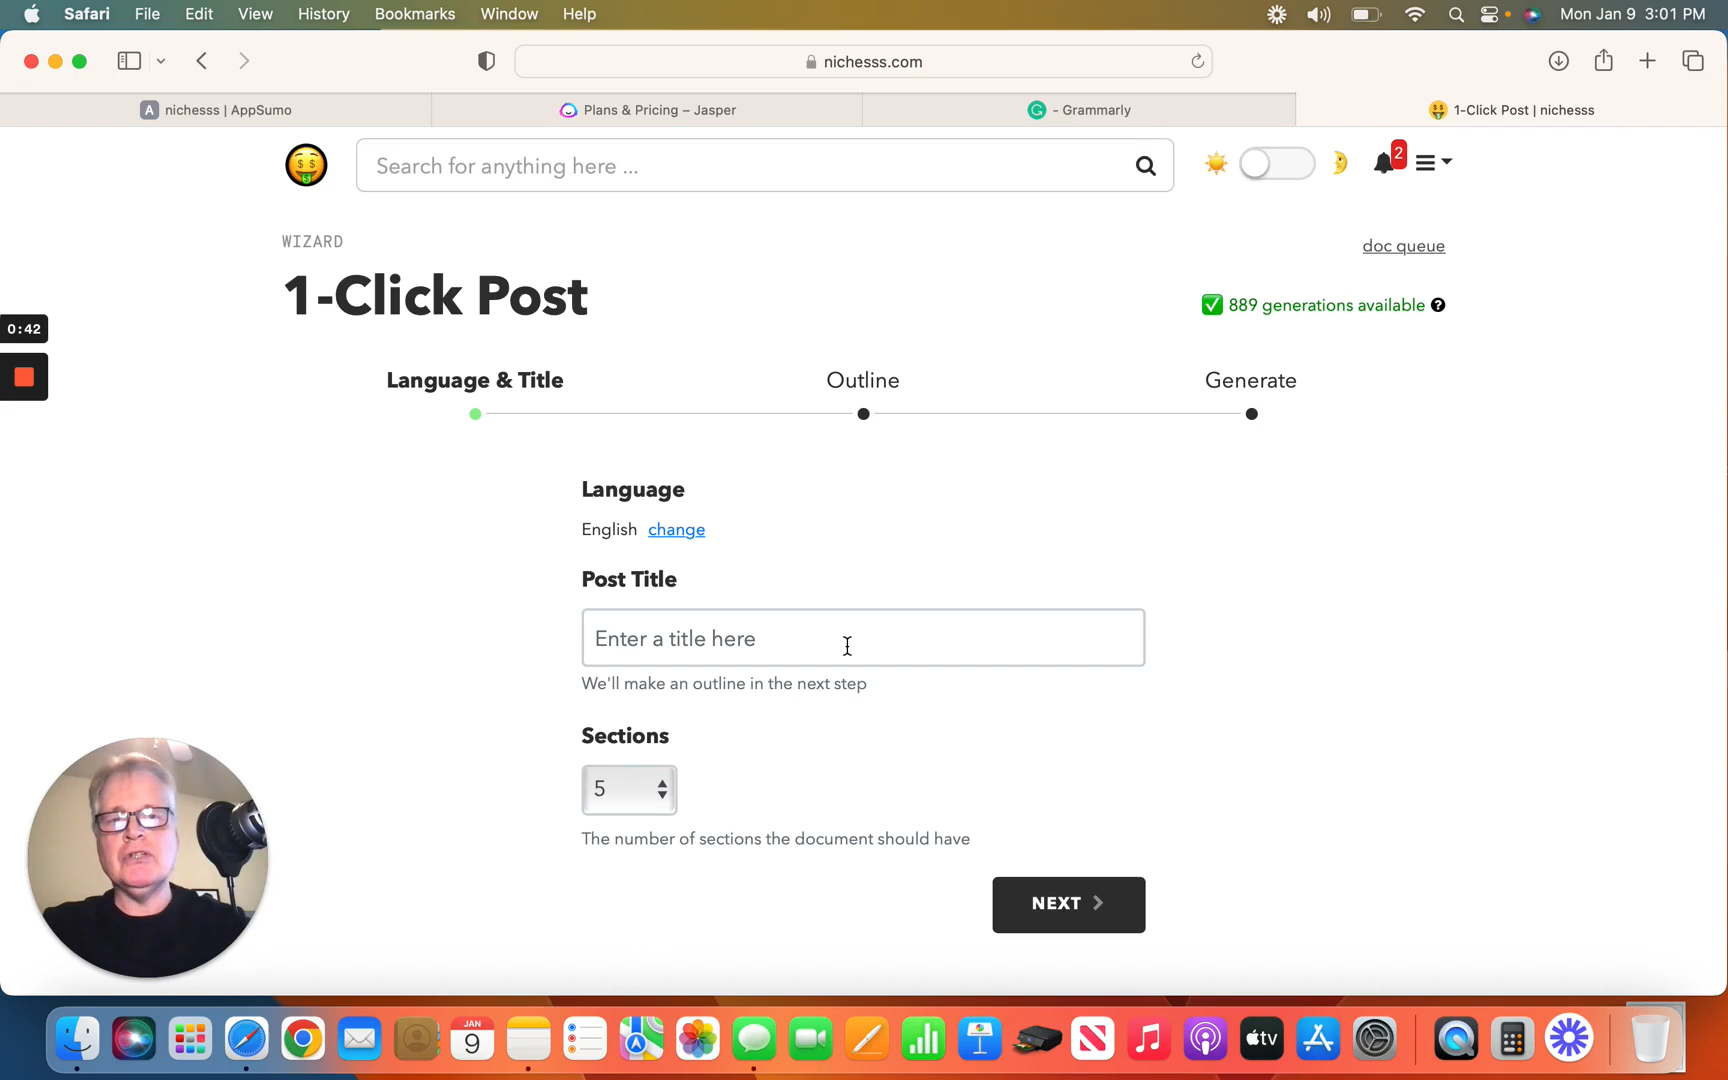 Safari File Edit View History Bookmarks Window Help Mon Jan 9 3:01 PM
nichesss.com
A nichesss | AppSumo Plans & Pricing – Jasper G - Grammarly 1-Click Post | nichesss
Search for anything here ... 2
WIZARD
doc queue
1-Click Post
889 generations available ?
0:42
Language & Title Outline Generate
Language
English change
Post Title
Enter a title here
We'll make an outline in the next step
Sections
5
The number of sections the document should have
NEXT
JAN
9
tv